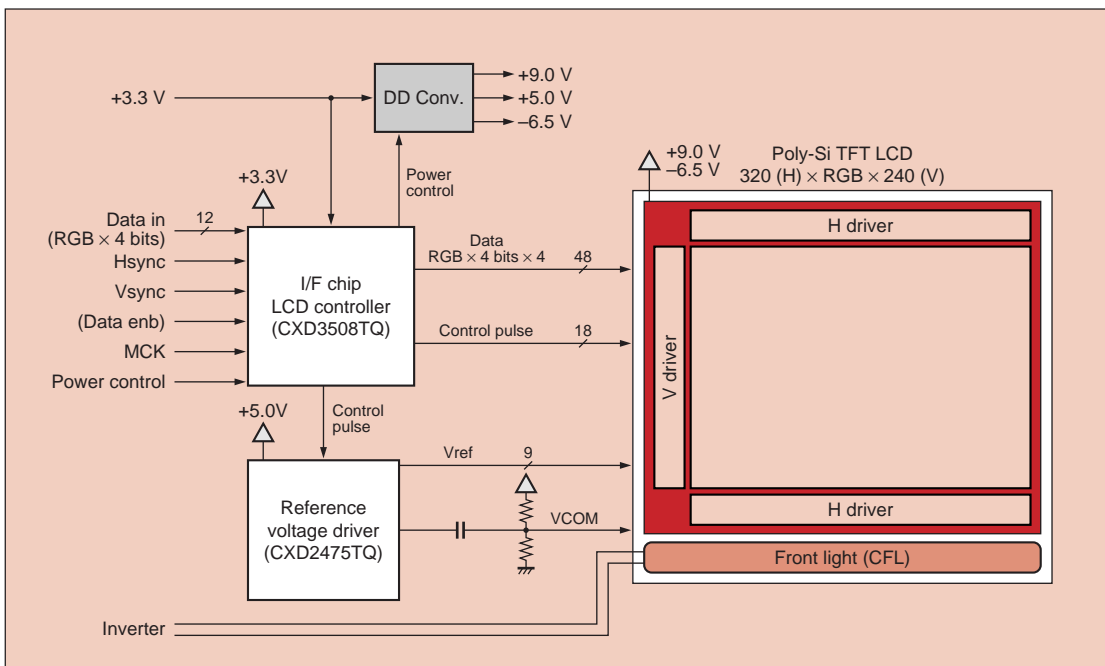 +3.3 V
DD Conv.
+9.0 V
+5.0 V
–6.5 V
Power
control
+3.3V
Data in
(RGB × 4 bits)
12
Hsync
Vsync
(Data enb)
MCK
Power control
I/F chip
LCD controller
(CXD3508TQ)
Data
RGB × 4 bits × 4
48
Control pulse
18
+9.0 V
–6.5 V
Poly-Si TFT LCD
320 (H) × RGB × 240 (V)
H driver
V driver
H driver
Front light (CFL)
+5.0V
Control
pulse
Reference
voltage driver
(CXD2475TQ)
Vref
9
VCOM
Inverter